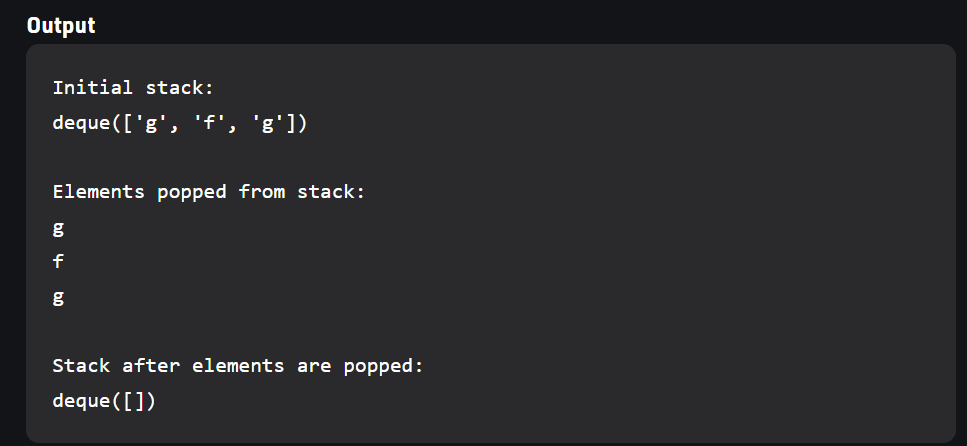 Output
Initial stack:
deque(['g', 'f', 'g'])
Elements popped from stack:
g
f
g
Stack after elements are popped:
deque([])